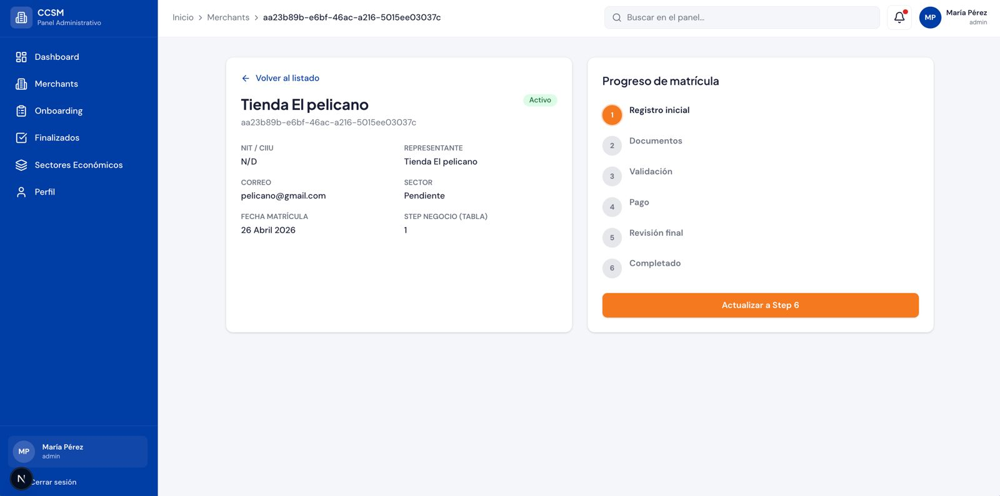 CCSM
Panel Administrativo
Dashboard
Merchants
Onboarding
Finalizados
Sectores Económicos
Perfil
MP
María Pérez
admin
N
Cerrar sesión
Inicio > Merchants > aa23b89b-e6bf-46ac-a216-5015ee03037c
Buscar en el panel...
MP
María Pérez
admin
Volver al listado
Tienda El pelicano
Activo
aa23b89b-e6bf-46ac-a216-5015ee03037c
NIT / CIIU
N/D
REPRESENTANTE
Tienda El pelicano
CORREO
pelicano@gmail.com
SECTOR
Pendiente
FECHA MATRÍCULA
26 Abril 2026
STEP NEGOCIO (TABLA)
1
Progreso de matrícula
1 Registro inicial
2 Documentos
3 Validación
4 Pago
5 Revisión final
6 Completado
Actualizar a Step 6